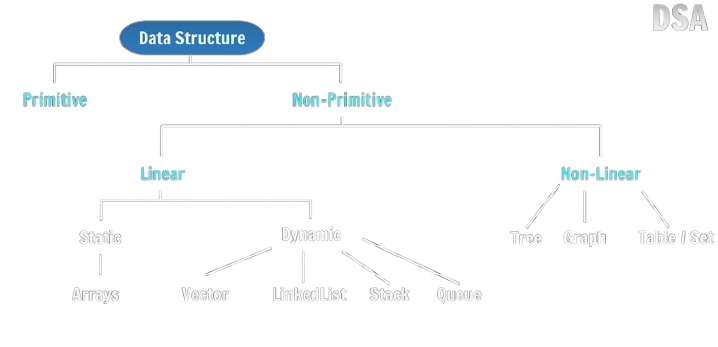 DSA
Data Structure
Primitive
Non-Primitive
Linear
Non-Linear
Static
Dynamic
Tree
Graph
Table / Set
Arrays
Vector
LinkedList
Stack
Queue